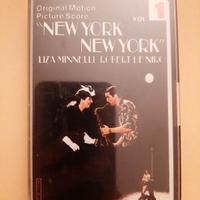 Original Motion
Picture Score
VOL. 1
"NEW YORK
NEW YORK"
LIZA MINNELLI ROBERT DE NIRO